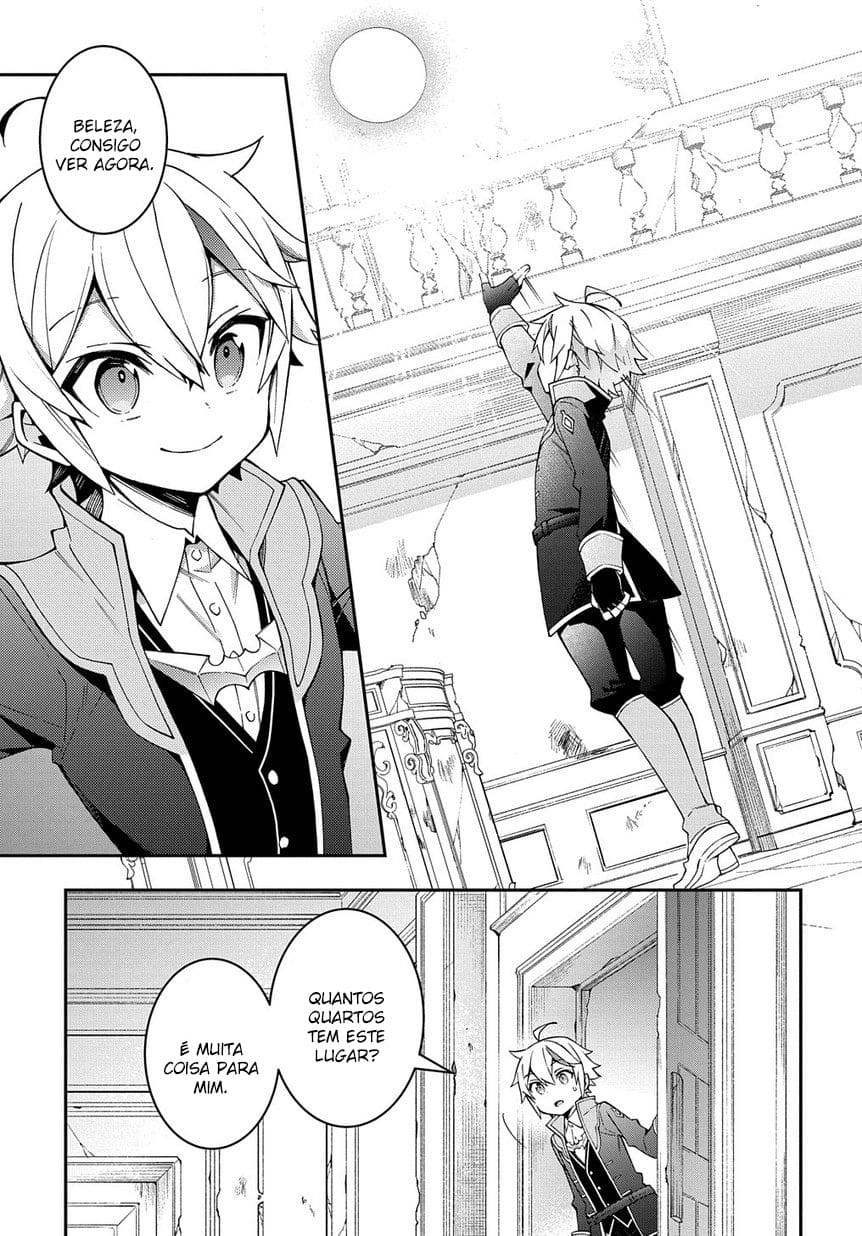 BELEZA,
CONSIGO
VER AGORA.
QUANTOS
QUARTOS
TEM ESTE
LUGAR?
É MUITA
COISA PARA
MIM.